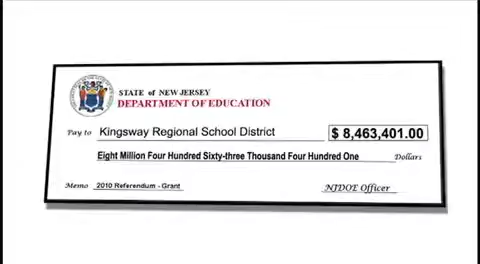 STATE of NEW JERSEY
DEPARTMENT OF EDUCATION
Pay to Kingsway Regional School District $ 8,463,401.00
Eight Million Four Hundred Sixty-three Thousand Four Hundred One Dollars
Memo 2010 Referendum - Grant NJDOE Officer